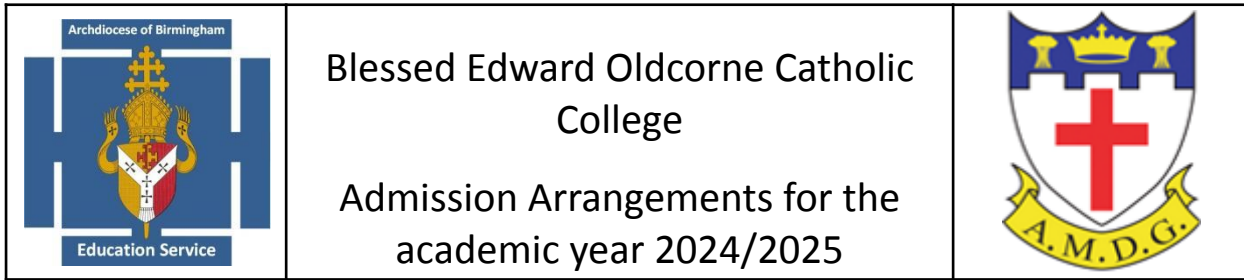 Archdiocese of Birmingham
Education Service
Blessed Edward Oldcorne Catholic
College
Admission Arrangements for the
academic year 2024/2025
A.M.D.G.